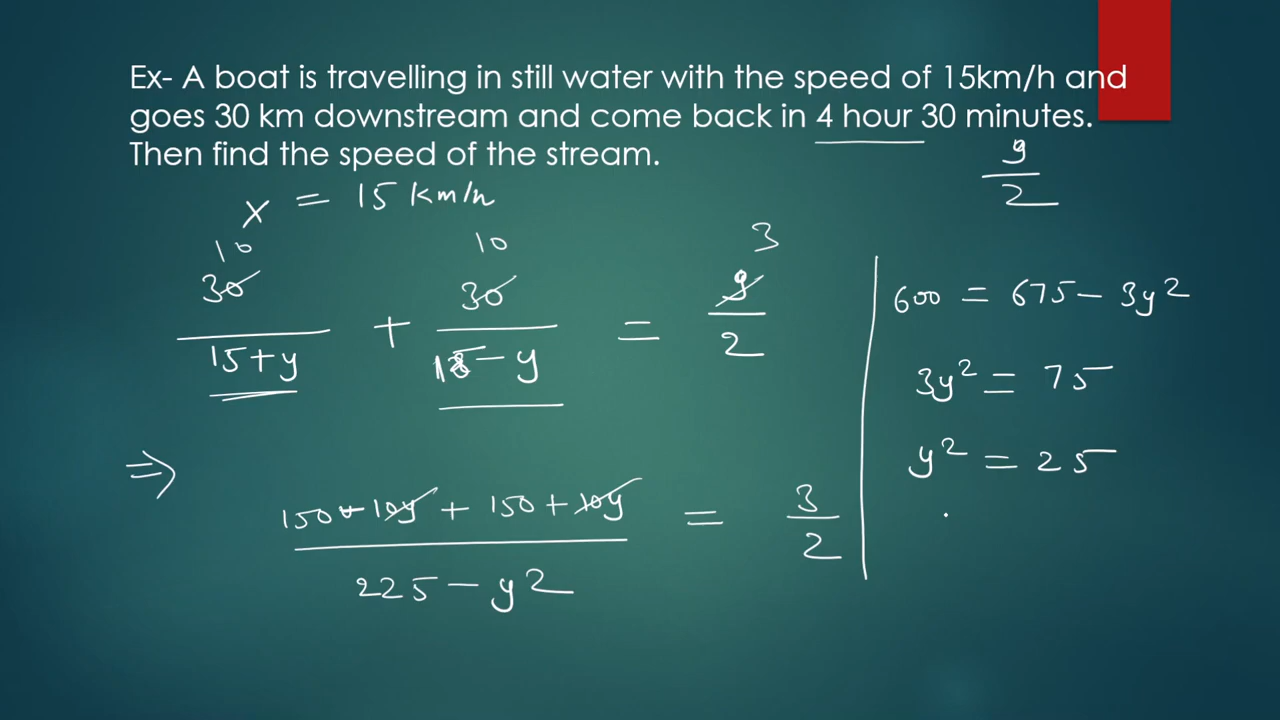 Ex- A boat is travelling in still water with the speed of 15km/h and
goes 30 km downstream and come back in 4 hour 30 minutes.
Then find the speed of the stream.
9/2
x = 15 km/h
10 10 3
30/(15+y) + 30/(15-y) = 9/2
⇒ (150-10y + 150+10y)/(225-y2) = 3/2
600 = 675-3y2
3y2 = 75
y2 = 25